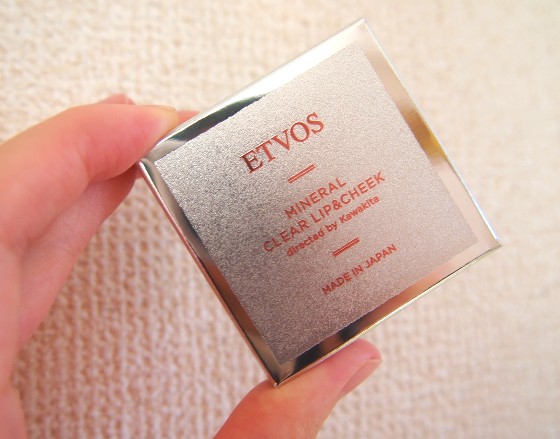 ETVOS
MINERAL
CLEAR LIP&CHEEK
directed by Kawakita
MADE IN JAPAN